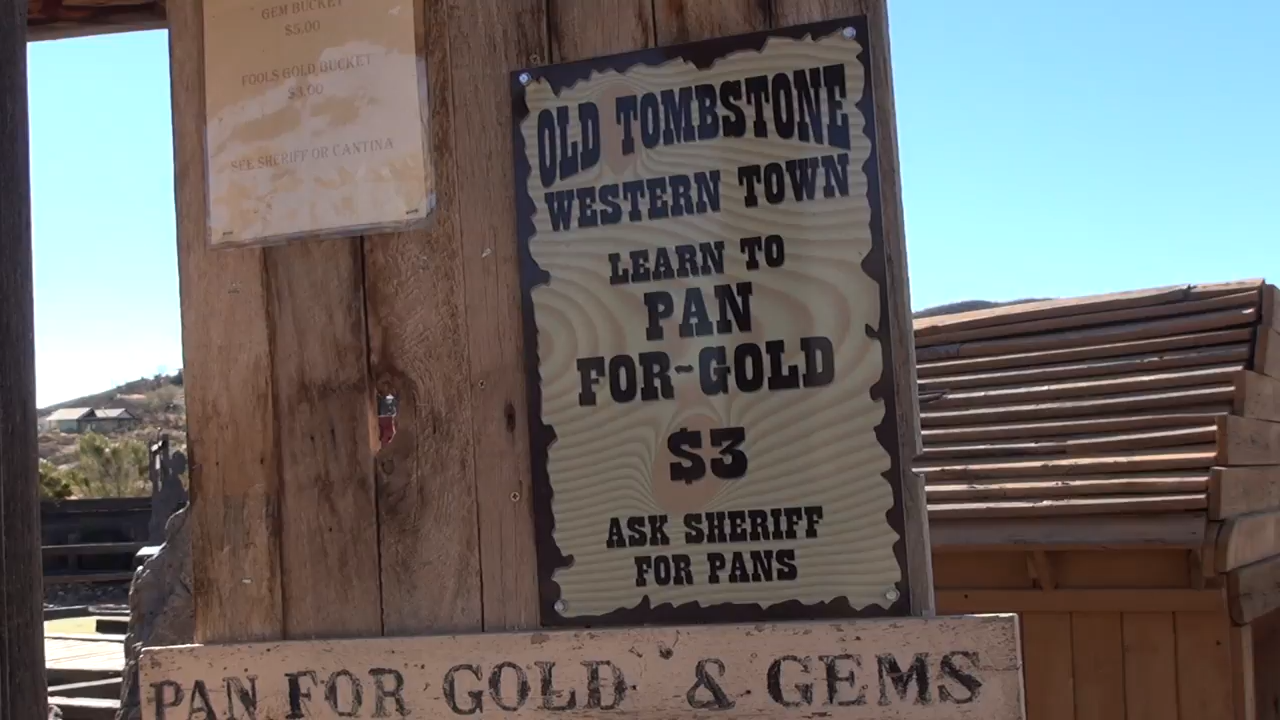 GEM BUCKET
$5.00
FOOLS GOLD BUCKET
$3.00
SEE SHERIFF OR CANTINA
OLD TOMBSTONE
WESTERN TOWN
LEARN TO
PAN
FOR~GOLD
$3
ASK SHERIFF
FOR PANS
PAN FOR GOLD & GEMS